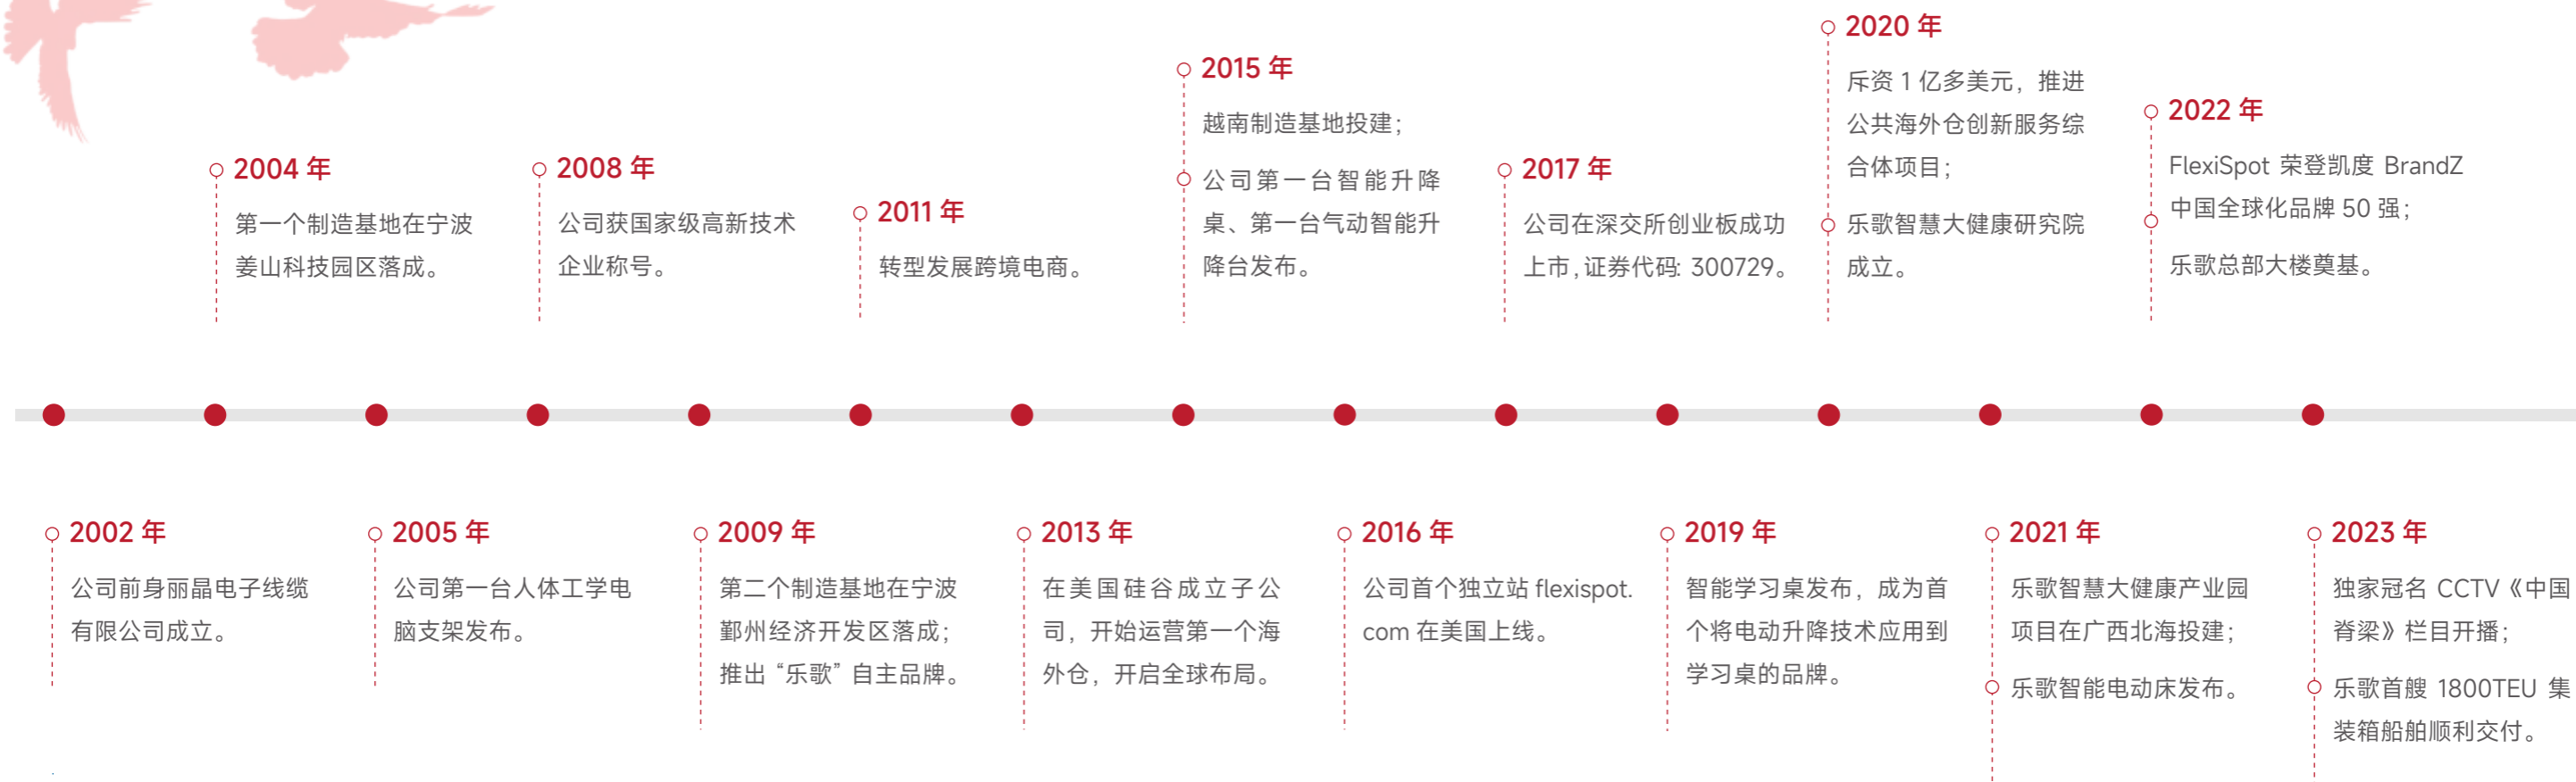 2004 年
第一个制造基地在宁波
姜山科技园区落成。
2008 年
公司获国家级高新技术
企业称号。
2011 年
转型发展跨境电商。
2015 年
越南制造基地投建；
公司第一台智能升降
桌、第一台气动智能升
降台发布。
2017 年
公司在深交所创业板成功
上市，证券代码: 300729。
2020 年
斥资 1 亿多美元，推进
公共海外仓创新服务综
合体项目；
乐歌智慧大健康研究院
成立。
2022 年
FlexiSpot 荣登凯度 BrandZ
中国全球化品牌 50 强；
乐歌总部大楼奠基。
2002 年
公司前身丽晶电子线缆
有限公司成立。
2005 年
公司第一台人体工学电
脑支架发布。
2009 年
第二个制造基地在宁波
鄞州经济开发区落成；
推出“乐歌”自主品牌。
2013 年
在美国硅谷成立子公
司，开始运营第一个海
外仓，开启全球布局。
2016 年
公司首个独立站 flexispot.
com 在美国上线。
2019 年
智能学习桌发布，成为首
个将电动升降技术应用到
学习桌的品牌。
2021 年
乐歌智慧大健康产业园
项目在广西北海投建；
乐歌智能电动床发布。
2023 年
独家冠名 CCTV《中国
脊梁》栏目开播；
乐歌首艘 1800TEU 集
装箱船舶顺利交付。